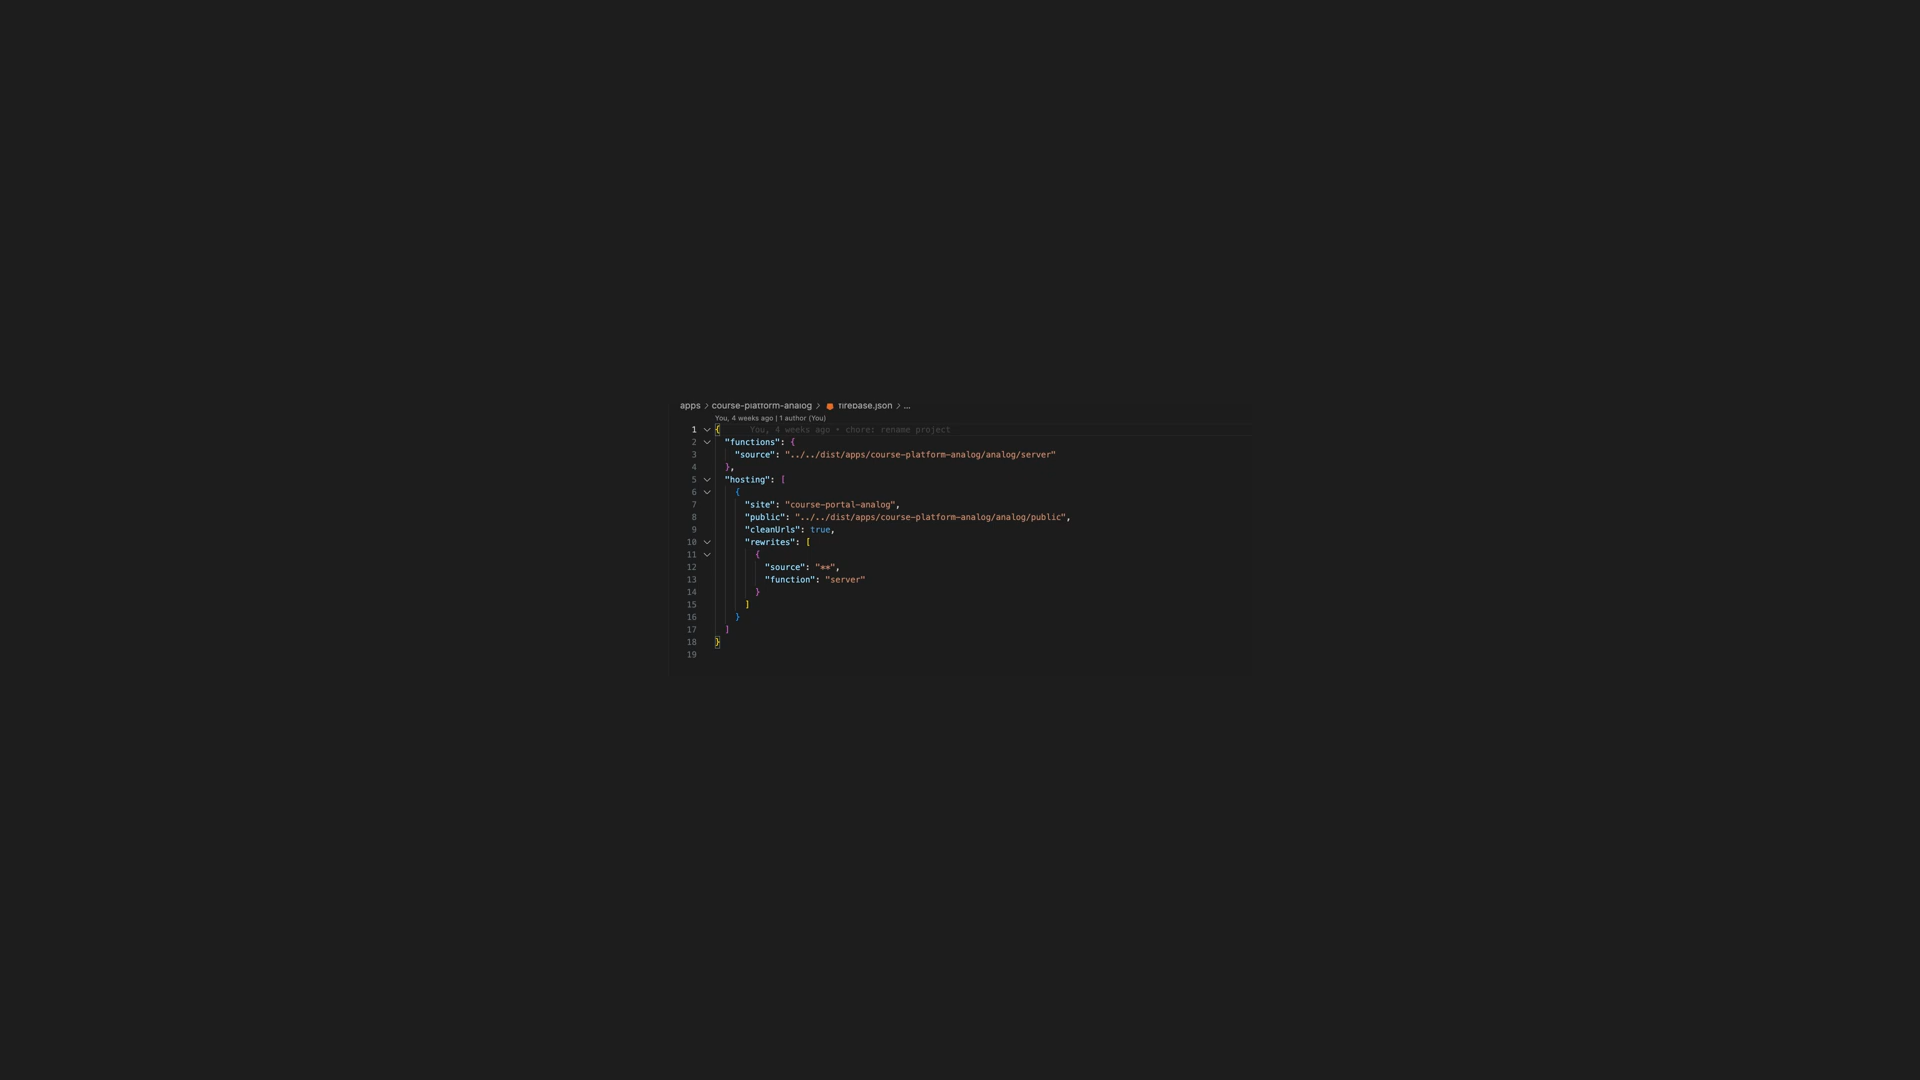 apps > course-platform-analog > firebase.json > ...
You, 4 weeks ago | 1 author (You)
1 { You, 4 weeks ago • chore: rename project
2 "functions": {
3 "source": "../../dist/apps/course-platform-analog/analog/server"
4 },
5 "hosting": [
6 {
7 "site": "course-portal-analog",
8 "public": "../../dist/apps/course-platform-analog/analog/public",
9 "cleanUrls": true,
10 "rewrites": [
11 {
12 "source": "**",
13 "function": "server"
14 }
15 ]
16 }
17 ]
18 }
19